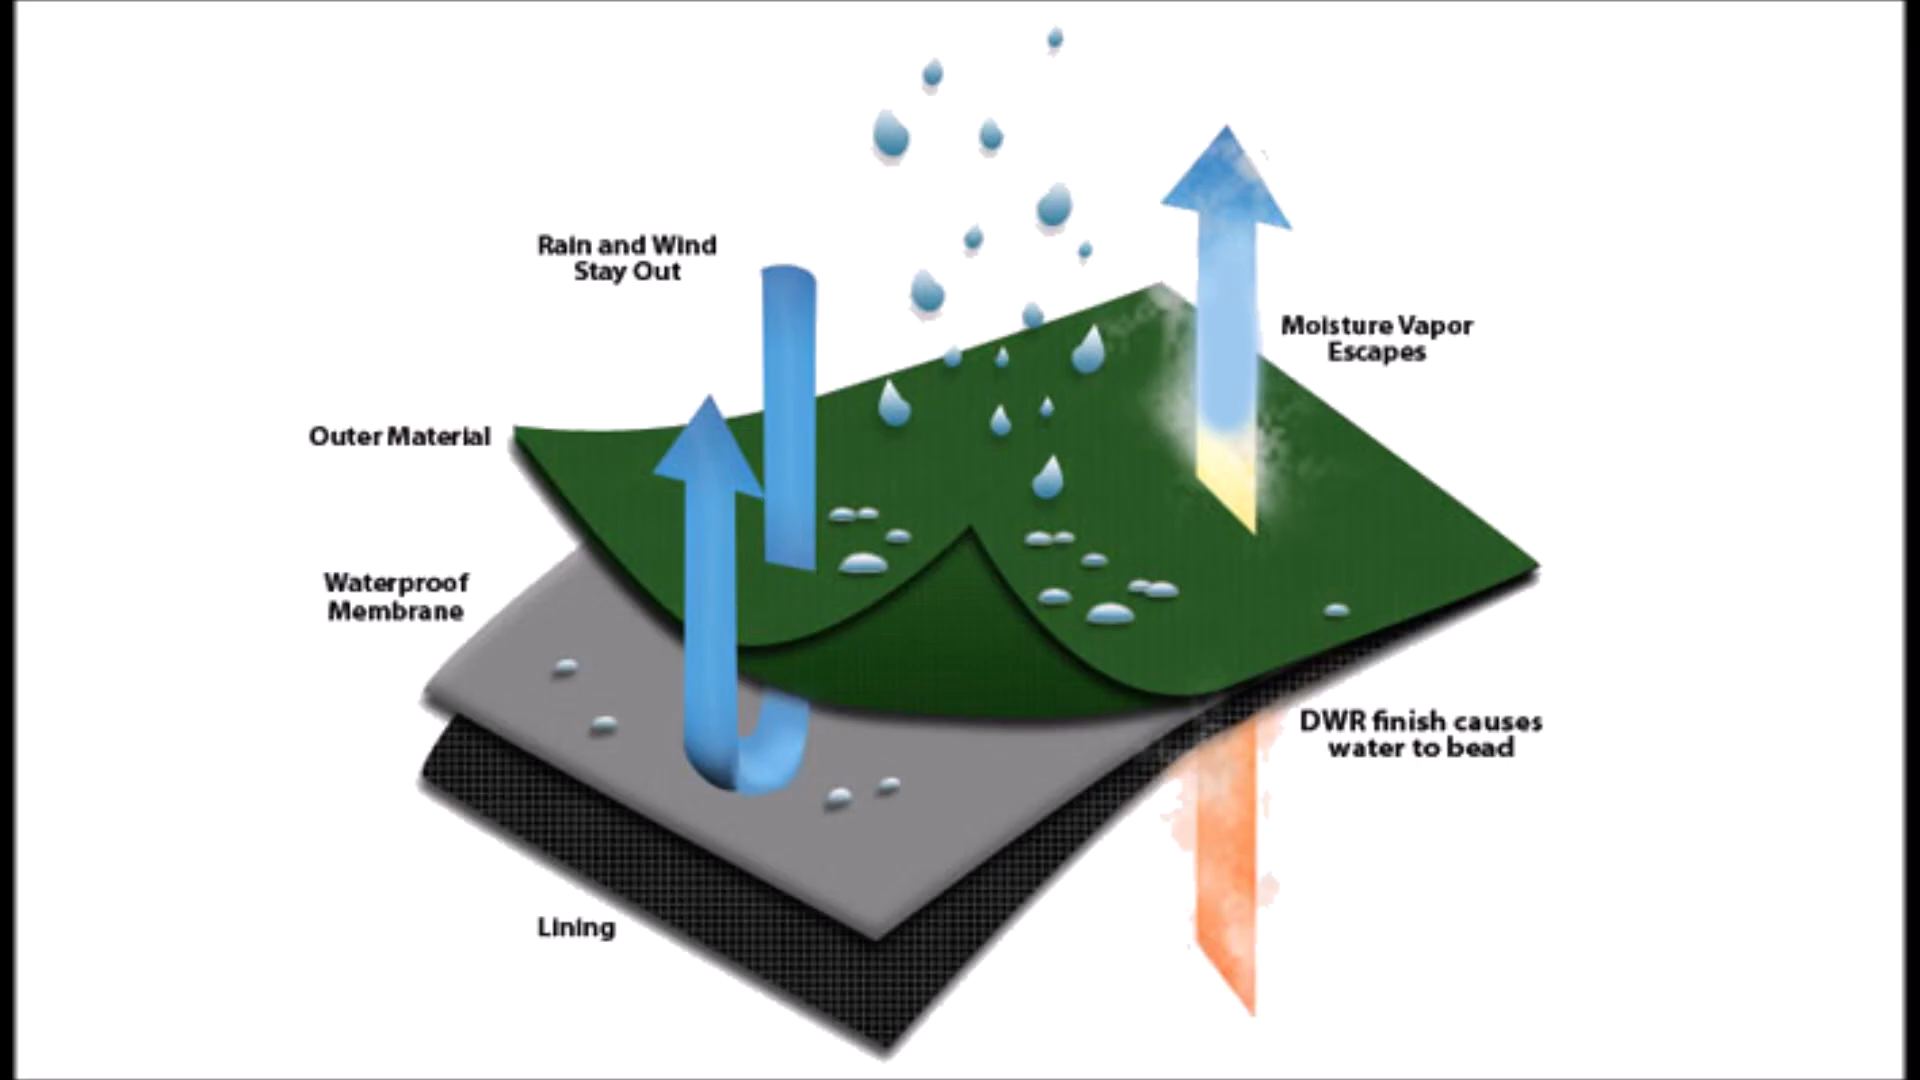 Rain and Wind
Stay Out
Moisture Vapor
Escapes
Outer Material
Waterproof
Membrane
DWR finish causes
water to bead
Lining